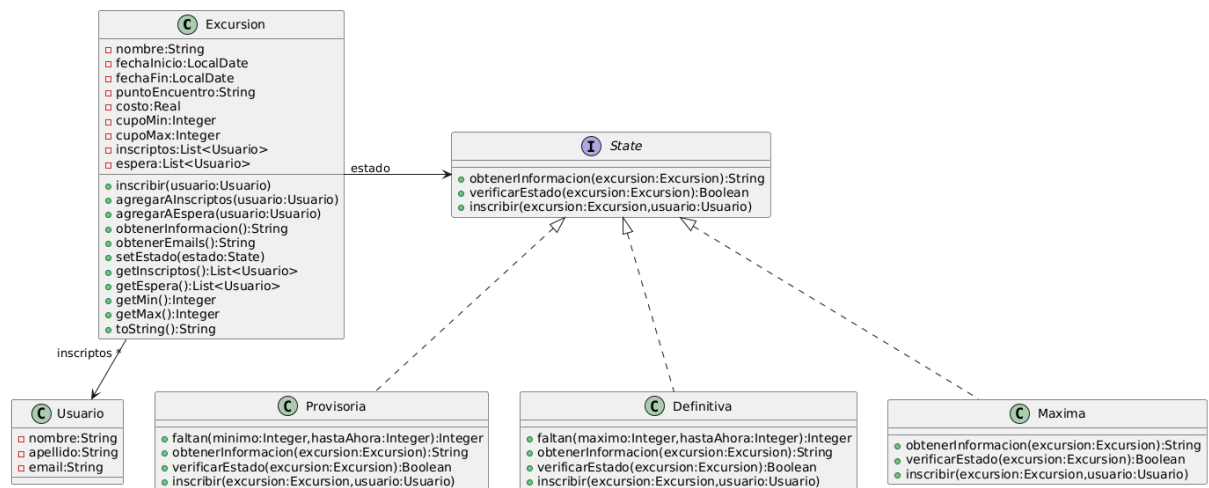 C Excursion
nombre:String
fechaInicio:LocalDate
fechaFin:LocalDate
puntoEncuentro:String
costo:Real
cupoMin:Integer
cupoMax:Integer
inscriptos:List<Usuario>
espera:List<Usuario>
inscribir(usuario:Usuario)
agregarAInscriptos(usuario:Usuario)
agregarAEspera(usuario:Usuario)
obtenerInformacion():String
obtenerEmails():String
setEstado(estado:State)
getInscriptos():List<Usuario>
getEspera():List<Usuario>
getMin():Integer
getMax():Integer
toString():String
estado
I State
obtenerInformacion(excursion:Excursion):String
verificarEstado(excursion:Excursion):Boolean
inscribir(excursion:Excursion,usuario:Usuario)
inscriptos *
C Usuario
nombre:String
apellido:String
email:String
C Provisoria
faltan(minimo:Integer,hastaAhora:Integer):Integer
obtenerInformacion(excursion:Excursion):String
verificarEstado(excursion:Excursion):Boolean
inscribir(excursion:Excursion,usuario:Usuario)
C Definitiva
faltan(maximo:Integer,hastaAhora:Integer):Integer
obtenerInformacion(excursion:Excursion):String
verificarEstado(excursion:Excursion):Boolean
inscribir(excursion:Excursion,usuario:Usuario)
C Maxima
obtenerInformacion(excursion:Excursion):String
verificarEstado(excursion:Excursion):Boolean
inscribir(excursion:Excursion,usuario:Usuario)